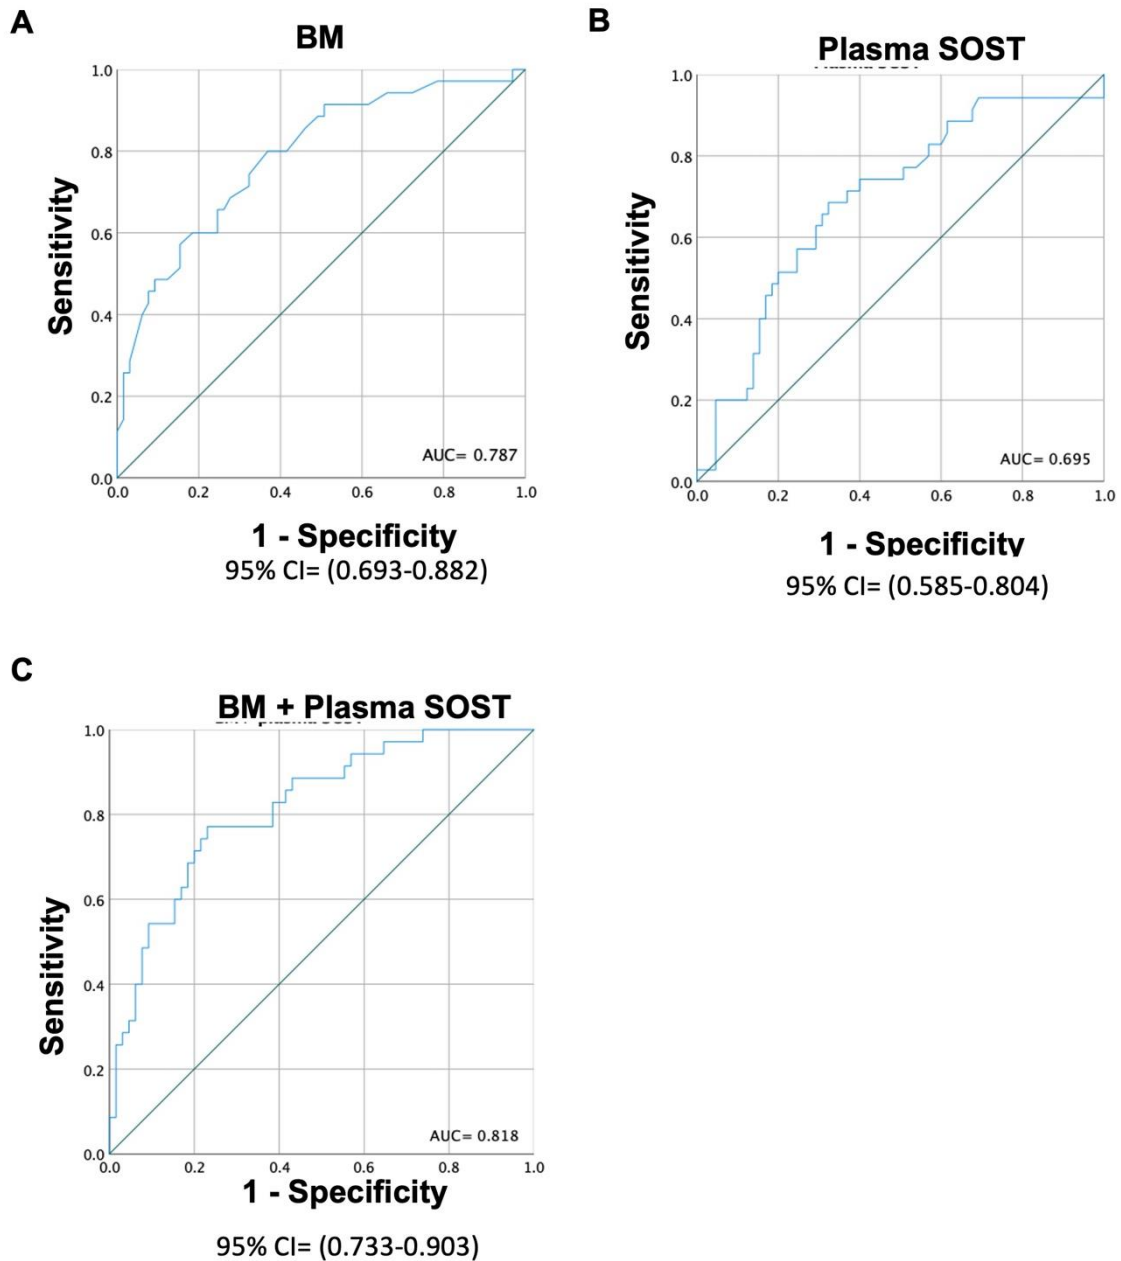 A
BM
Sensitivity
1.0
0.8
0.6
0.4
0.2
0.0
AUC= 0.787
0.0 0.2 0.4 0.6 0.8 1.0
1 - Specificity
95% CI= (0.693-0.882)
B
Plasma SOST
Sensitivity
1.0
0.8
0.6
0.4
0.2
0.0
AUC= 0.695
0.0 0.2 0.4 0.6 0.8 1.0
1 - Specificity
95% CI= (0.585-0.804)
C
BM + Plasma SOST
Sensitivity
1.0
0.8
0.6
0.4
0.2
0.0
AUC= 0.818
0.0 0.2 0.4 0.6 0.8 1.0
1 - Specificity
95% CI= (0.733-0.903)